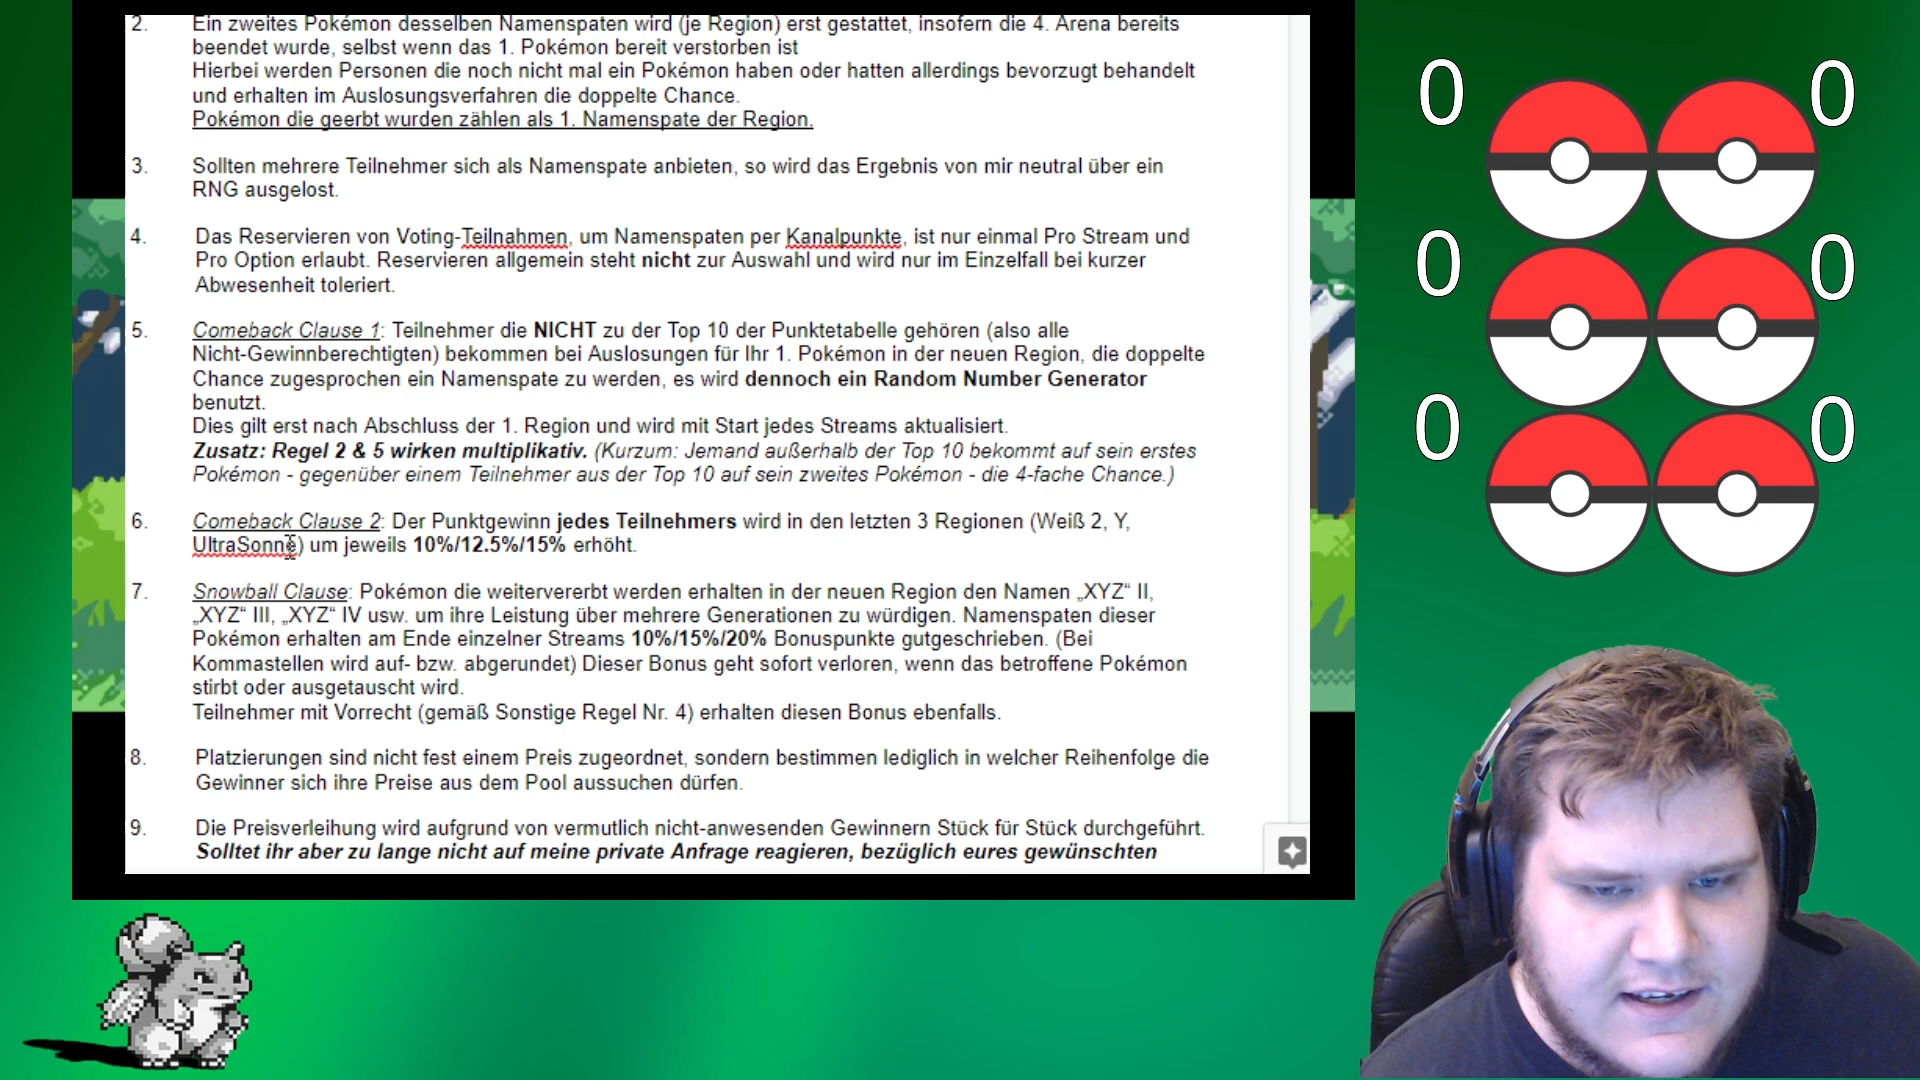 2. Ein zweites Pokémon desselben Namenspaten wird (je Region) erst gestattet, insofern die 4. Arena bereits
beendet wurde, selbst wenn das 1. Pokémon bereit verstorben ist
Hierbei werden Personen die noch nicht mal ein Pokémon haben oder hatten allerdings bevorzugt behandelt
und erhalten im Auslosungsverfahren die doppelte Chance.
Pokémon die geerbt wurden zählen als 1. Namenspate der Region.
3. Sollten mehrere Teilnehmer sich als Namenspate anbieten, so wird das Ergebnis von mir neutral über ein
RNG ausgelost.
4. Das Reservieren von Voting-Teilnahmen, um Namenspaten per Kanalpunkte, ist nur einmal Pro Stream und
Pro Option erlaubt. Reservieren allgemein steht nicht zur Auswahl und wird nur im Einzelfall bei kurzer
Abwesenheit toleriert.
5. Comeback Clause 1: Teilnehmer die NICHT zu der Top 10 der Punktetabelle gehören (also alle
Nicht-Gewinnberechtigten) bekommen bei Auslosungen für Ihr 1. Pokémon in der neuen Region, die doppelte
Chance zugesprochen ein Namenspate zu werden, es wird dennoch ein Random Number Generator
benutzt.
Dies gilt erst nach Abschluss der 1. Region und wird mit Start jedes Streams aktualisiert.
Zusatz: Regel 2 & 5 wirken multiplikativ. (Kurzum: Jemand außerhalb der Top 10 bekommt auf sein erstes
Pokémon - gegenüber einem Teilnehmer aus der Top 10 auf sein zweites Pokémon - die 4-fache Chance.)
6. Comeback Clause 2: Der Punktgewinn jedes Teilnehmers wird in den letzten 3 Regionen (Weiß 2, Y,
UltraSonne) um jeweils 10%/12.5%/15% erhöht.
7. Snowball Clause: Pokémon die weitervererbt werden erhalten in der neuen Region den Namen „XYZ“ II,
„XYZ“ III, „XYZ“ IV usw. um ihre Leistung über mehrere Generationen zu würdigen. Namenspaten dieser
Pokémon erhalten am Ende einzelner Streams 10%/15%/20% Bonuspunkte gutgeschrieben. (Bei
Kommastellen wird auf- bzw. abgerundet) Dieser Bonus geht sofort verloren, wenn das betroffene Pokémon
stirbt oder ausgetauscht wird.
Teilnehmer mit Vorrecht (gemäß Sonstige Regel Nr. 4) erhalten diesen Bonus ebenfalls.
8. Platzierungen sind nicht fest einem Preis zugeordnet, sondern bestimmen lediglich in welcher Reihenfolge die
Gewinner sich ihre Preise aus dem Pool aussuchen dürfen.
9. Die Preisverleihung wird aufgrund von vermutlich nicht-anwesenden Gewinnern Stück für Stück durchgeführt.
Solltet ihr aber zu lange nicht auf meine private Anfrage reagieren, bezüglich eures gewünschten
0 0
0 0
0 0